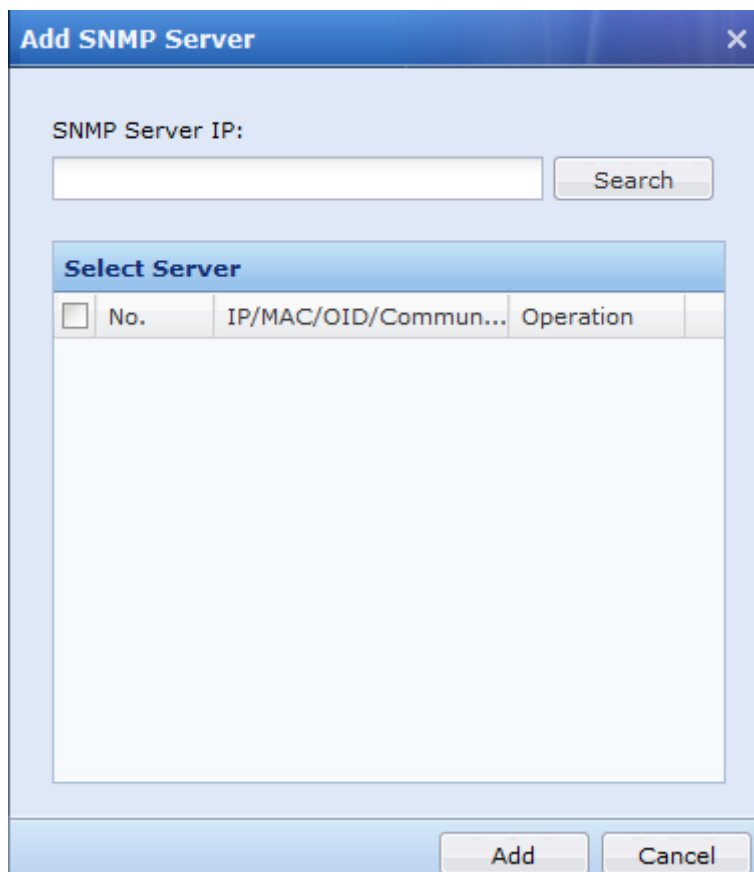 Add SNMP Server
SNMP Server IP:
Search
Select Server
No. IP/MAC/OID/Commun... Operation
Add Cancel